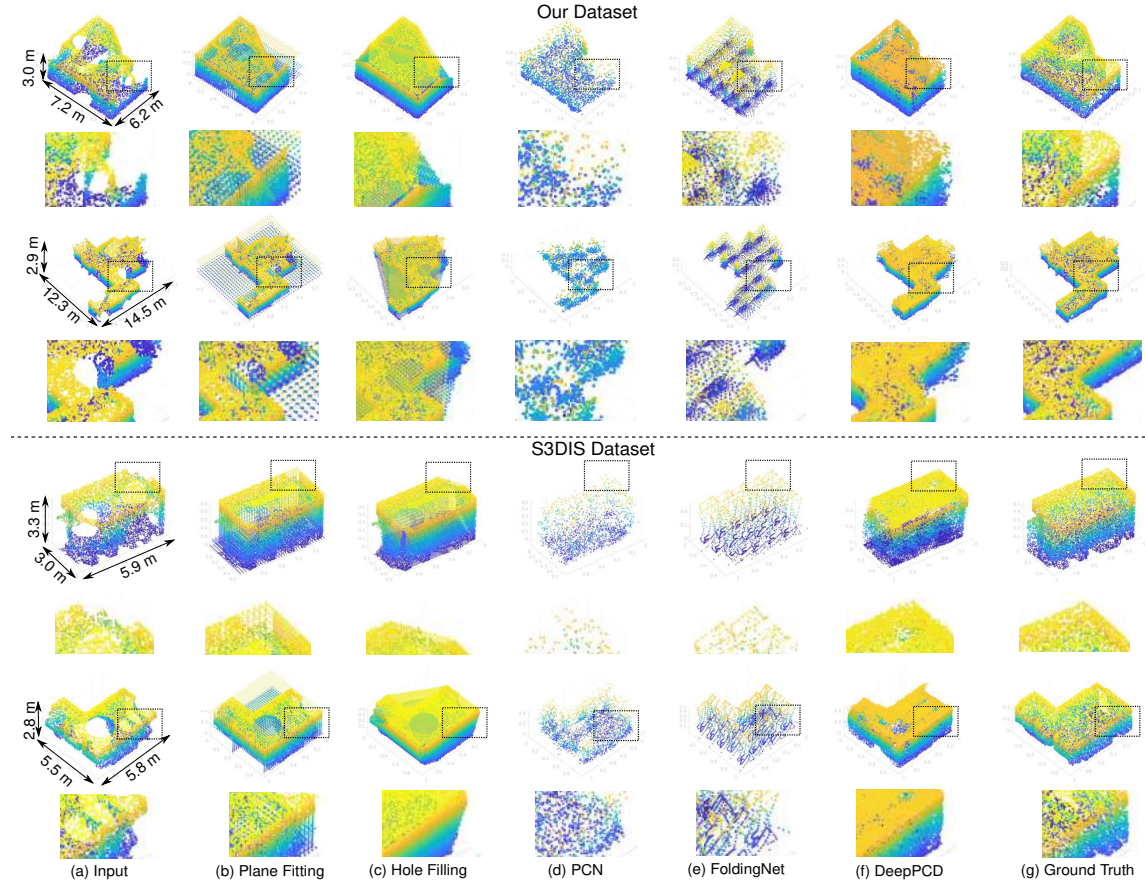 Our Dataset
3.0 m
7.2 m
6.2 m
2.9 m
12.3 m
14.5 m
S3DIS Dataset
3.3 m
3.0 m
5.9 m
2.8 m
5.5 m
5.8 m
(a) Input (b) Plane Fitting (c) Hole Filling (d) PCN (e) FoldingNet (f) DeepPCD (g) Ground Truth